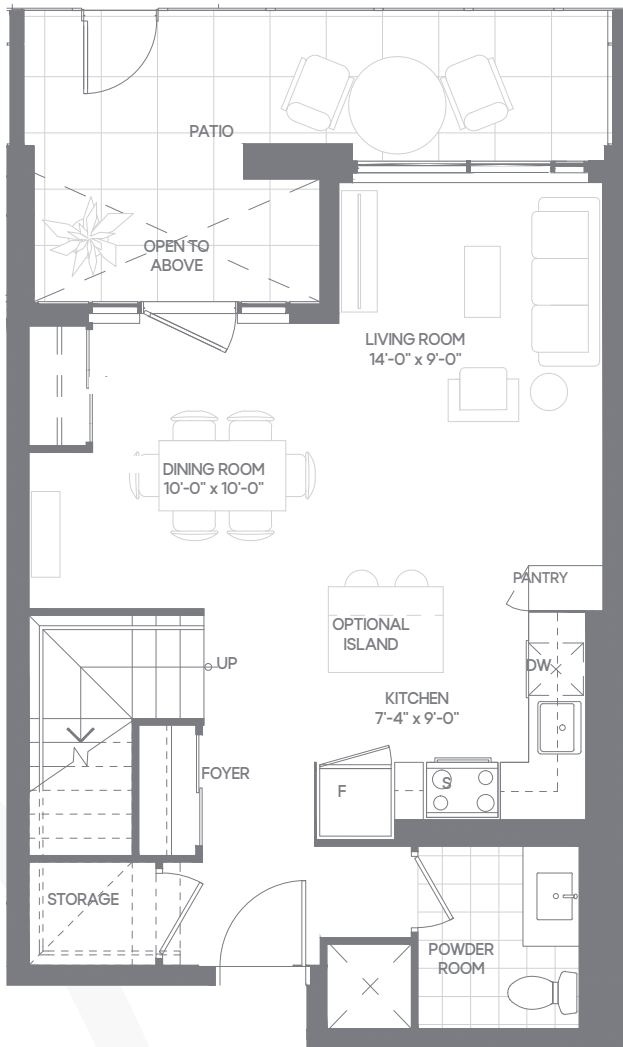 PATIO
OPEN TO
ABOVE
LIVING ROOM
14'-0" x 9'-0"
DINING ROOM
10'-0" x 10'-0"
PANTRY
OPTIONAL
ISLAND
UP
DW
KITCHEN
7'-4" x 9'-0"
FOYER
F
S
STORAGE
POWDER
ROOM